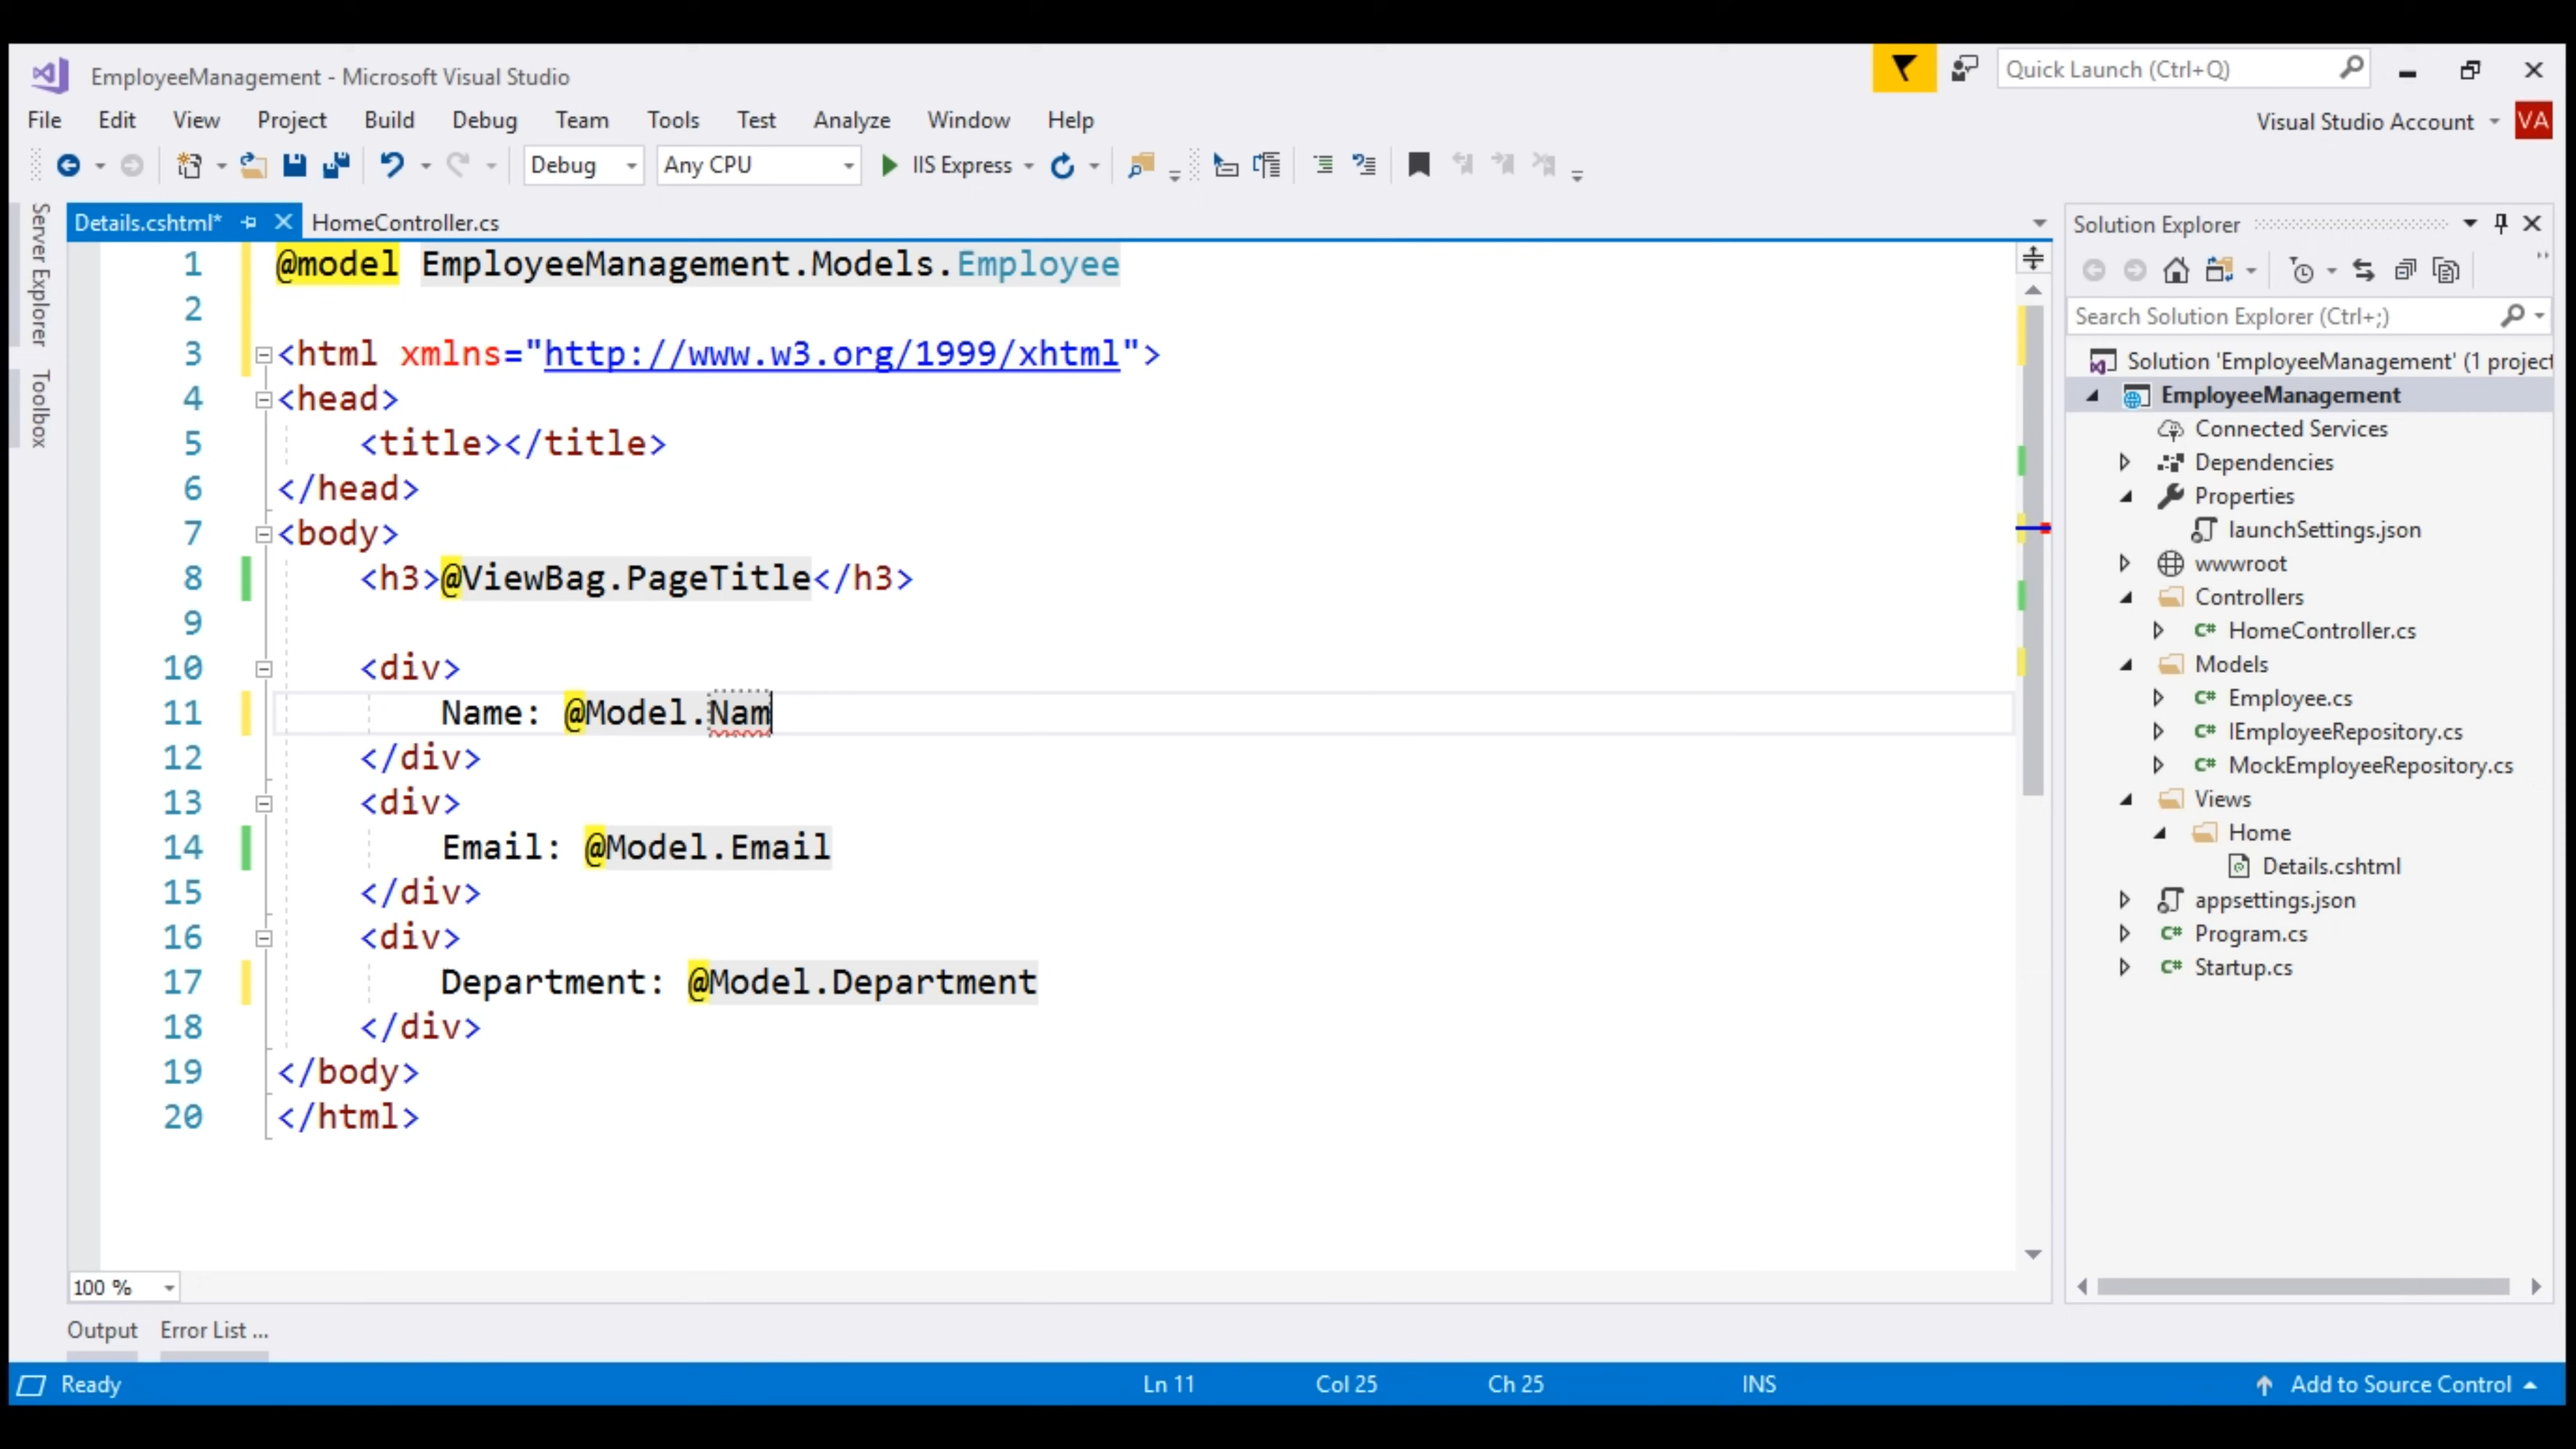 EmployeeManagement - Microsoft Visual Studio
Quick Launch (Ctrl+Q)
File Edit View Project Build Debug Team Tools Test Analyze Window Help
Visual Studio Account VA
Debug Any CPU IIS Express
Server Explorer
Toolbox
Details.cshtml* HomeController.cs
1 @model EmployeeManagement.Models.Employee
2
3 <html xmlns="http://www.w3.org/1999/xhtml">
4 <head>
5 <title></title>
6 </head>
7 <body>
8 <h3>@ViewBag.PageTitle</h3>
9
10 <div>
11 Name: @Model.Nam
12 </div>
13 <div>
14 Email: @Model.Email
15 </div>
16 <div>
17 Department: @Model.Department
18 </div>
19 </body>
20 </html>
100 %
Solution Explorer
Search Solution Explorer (Ctrl+;)
Solution 'EmployeeManagement' (1 project
EmployeeManagement
Connected Services
Dependencies
Properties
launchSettings.json
wwwroot
Controllers
C# HomeController.cs
Models
C# Employee.cs
C# IEmployeeRepository.cs
C# MockEmployeeRepository.cs
Views
Home
Details.cshtml
appsettings.json
C# Program.cs
C# Startup.cs
Output Error List ...
Ready Ln 11 Col 25 Ch 25 INS Add to Source Control